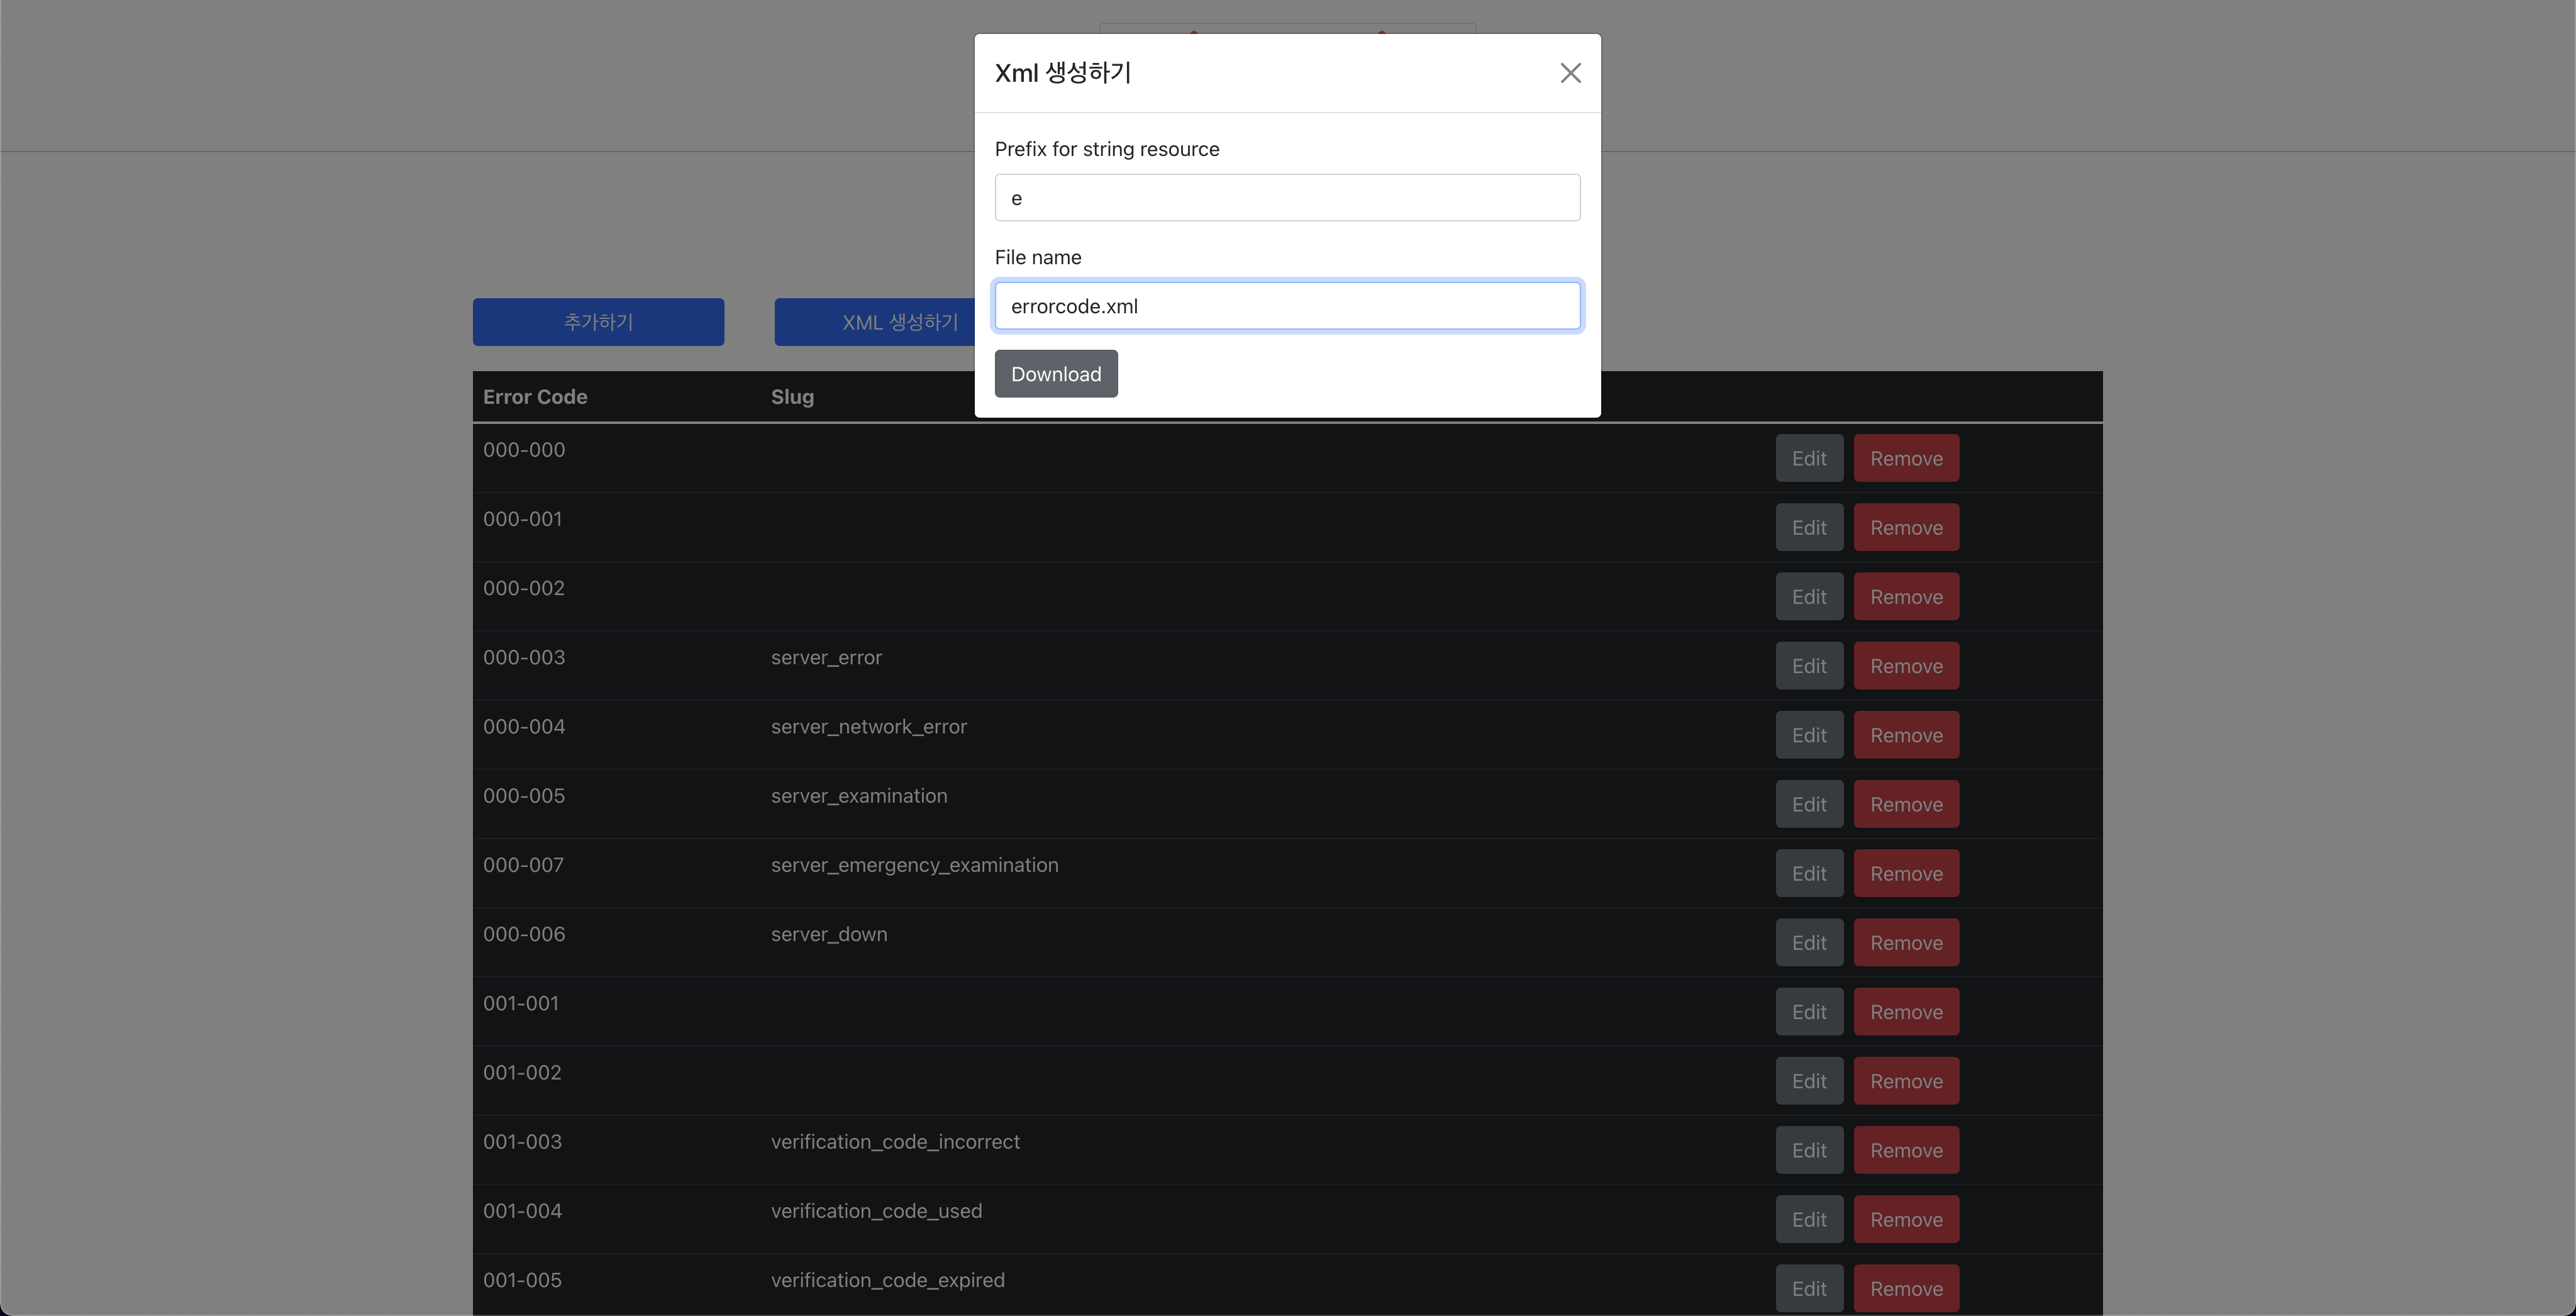 Xml 생성하기
Prefix for string resource
e
File name
errorcode.xml
Download
추가하기
XML 생성하기
Error Code Slug
000-000 Edit Remove
000-001 Edit Remove
000-002 Edit Remove
000-003 server_error Edit Remove
000-004 server_network_error Edit Remove
000-005 server_examination Edit Remove
000-007 server_emergency_examination Edit Remove
000-006 server_down Edit Remove
001-001 Edit Remove
001-002 Edit Remove
001-003 verification_code_incorrect Edit Remove
001-004 verification_code_used Edit Remove
001-005 verification_code_expired Edit Remove